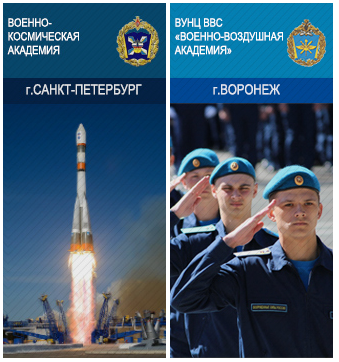 ВОЕННО-
КОСМИЧЕСКАЯ
АКАДЕМИЯ
г.САНКТ-ПЕТЕРБУРГ
ВУНЦ ВВС
«ВОЕННО-ВОЗДУШНАЯ
АКАДЕМИЯ»
г.ВОРОНЕЖ